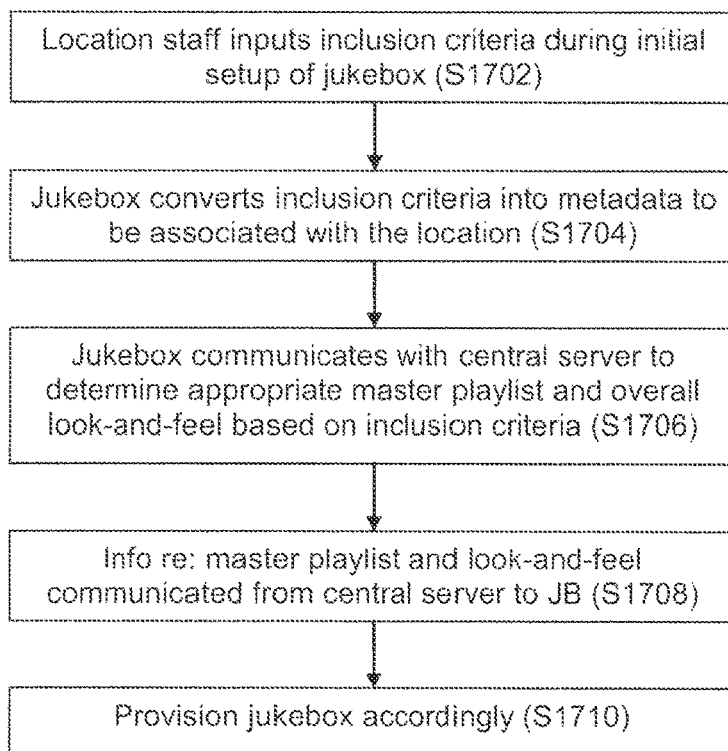 Location staff inputs inclusion criteria during initial
setup of jukebox (S1702)
Jukebox converts inclusion criteria into metadata to
be associated with the location (S1704)
Jukebox communicates with central server to
determine appropriate master playlist and overall
look-and-feel based on inclusion criteria (S1706)
Info re: master playlist and look-and-feel
communicated from central server to JB (S1708)
Provision jukebox accordingly (S1710)